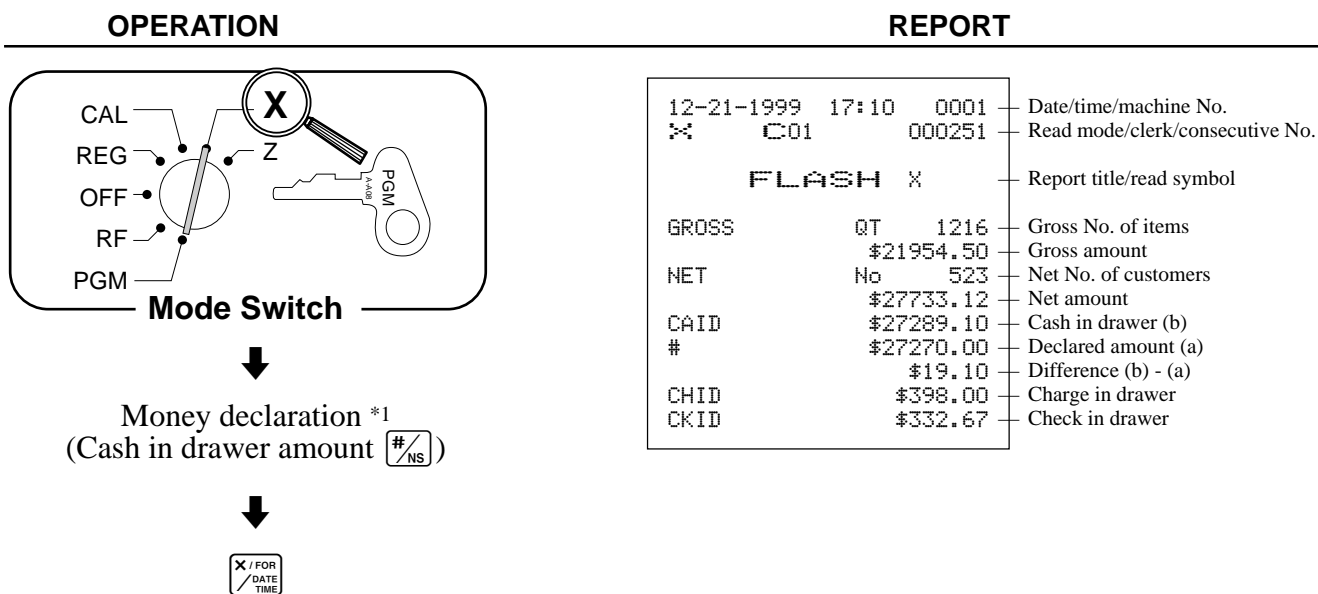 OPERATION
REPORT
CAL
X
REG
Z
OFF
RF
PGM
A-A08
PGM
Mode Switch
Money declaration *1
(Cash in drawer amount #/NS)
X / FOR
DATE
TIME
12-21-1999 17:10 0001 Date/time/machine No.
X C01 000251 Read mode/clerk/consecutive No.
FLASH X Report title/read symbol
GROSS QT 1216 Gross No. of items
$21954.50 Gross amount
NET No 523 Net No. of customers
$27733.12 Net amount
CAID $27289.10 Cash in drawer (b)
# $27270.00 Declared amount (a)
$19.10 Difference (b) - (a)
CHID $398.00 Charge in drawer
CKID $332.67 Check in drawer